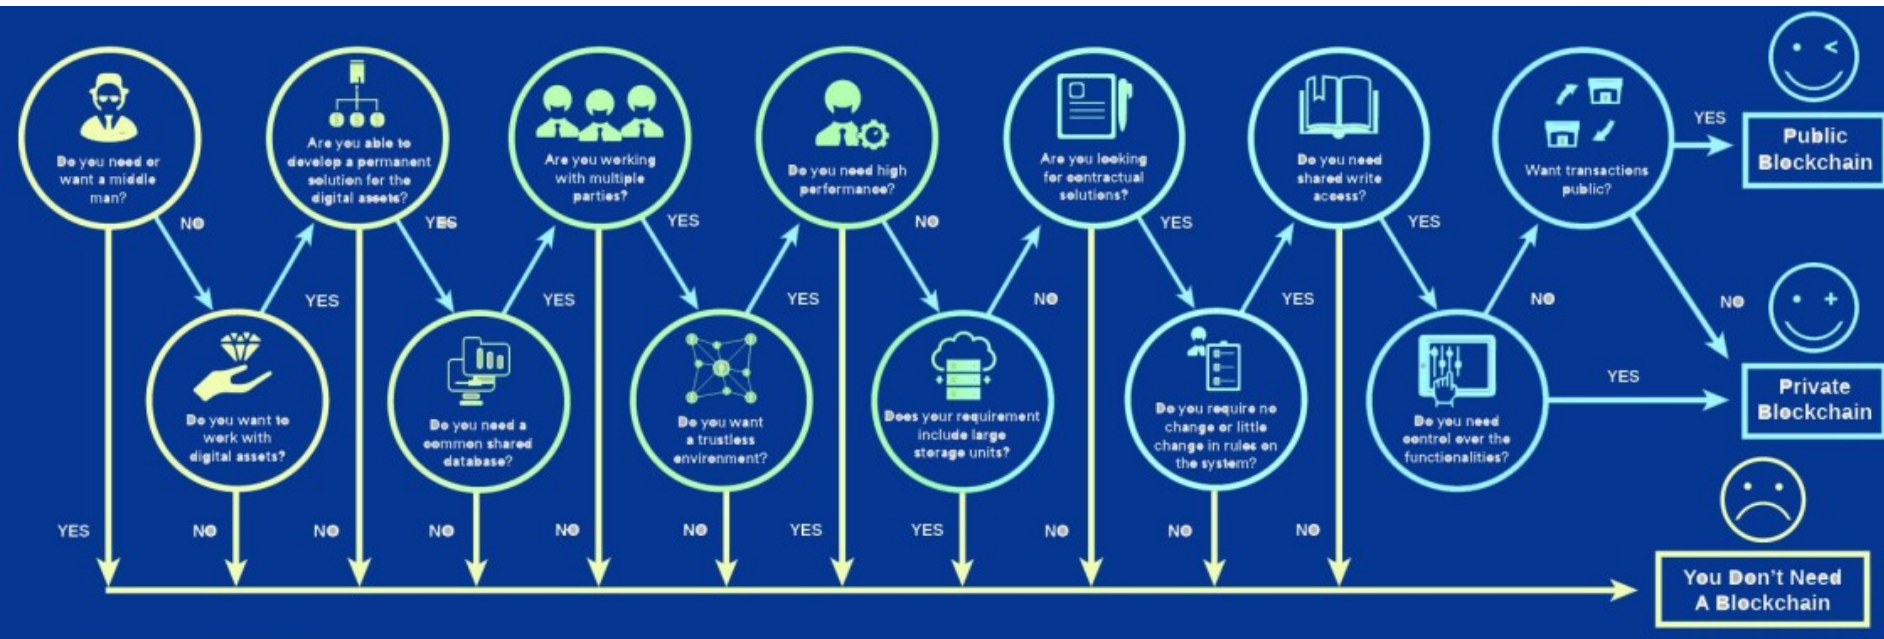 Do you need or
want a middle
man?
Are you able to
develop a permanent
solution for the
digital assets?
Are you working
with multiple
parties?
Do you need high
performance?
Are you looking
for contractual
solutions?
Do you need
shared write
access?
Want transactions
public?
YES
Public
Blockchain
NO
YES
YES
NO
YES
YES
YES
YES
YES
NO
YES
NO
NO
Do you want to
work with
digital assets?
Do you need a
common shared
database?
Do you want
a trustless
environment?
Does your requirement
include large
storage units?
Do you require no
change or little
change in rules on
the system?
Do you need
control over the
functionalities?
YES
Private
Blockchain
YES
NO
NO
NO
NO
NO
YES
YES
NO
NO
NO
You Don't Need
A Blockchain